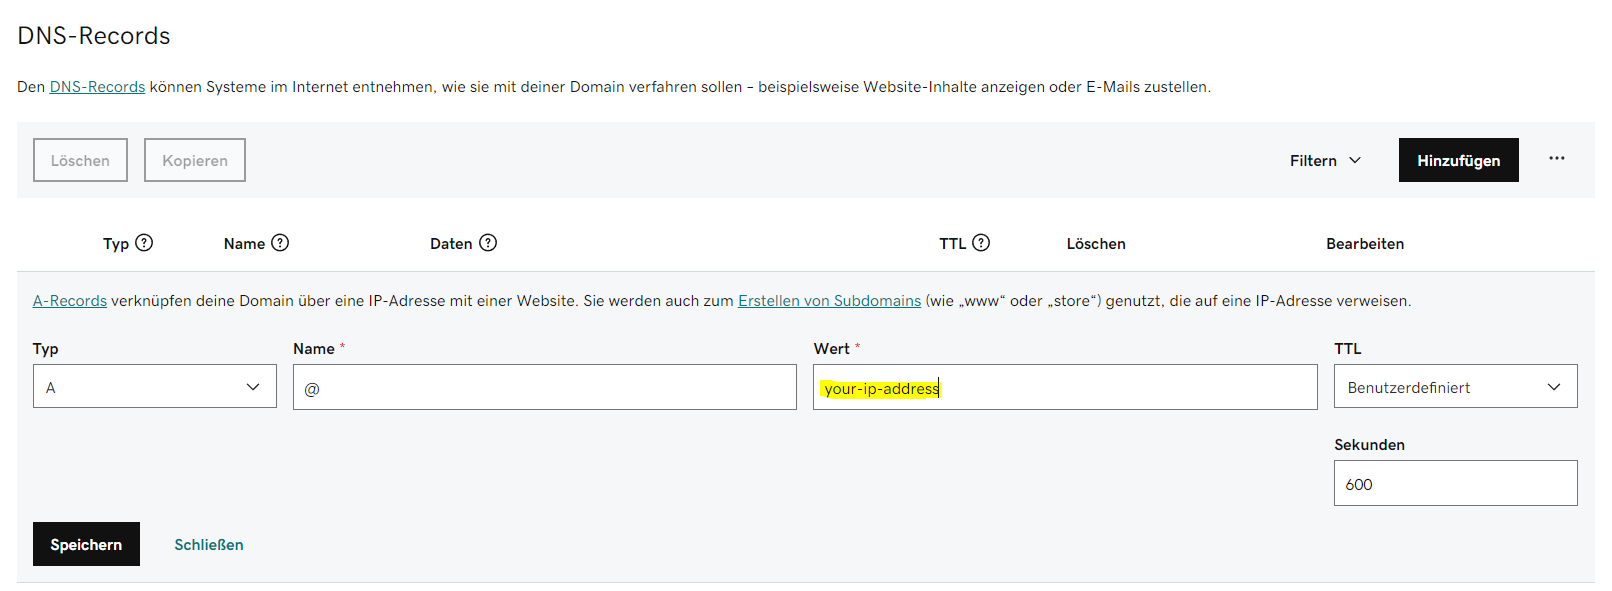 DNS-Records
Den DNS-Records können Systeme im Internet entnehmen, wie sie mit deiner Domain verfahren sollen – beispielsweise Website-Inhalte anzeigen oder E-Mails zustellen.
Löschen Kopieren Filtern Hinzufügen ···
Typ ? Name ? Daten ? TTL ? Löschen Bearbeiten
A-Records verknüpfen deine Domain über eine IP-Adresse mit einer Website. Sie werden auch zum Erstellen von Subdomains (wie „www“ oder „store“) genutzt, die auf eine IP-Adresse verweisen.
Typ Name * Wert * TTL
A @ your-ip-address Benutzerdefiniert
Sekunden
600
Speichern Schließen